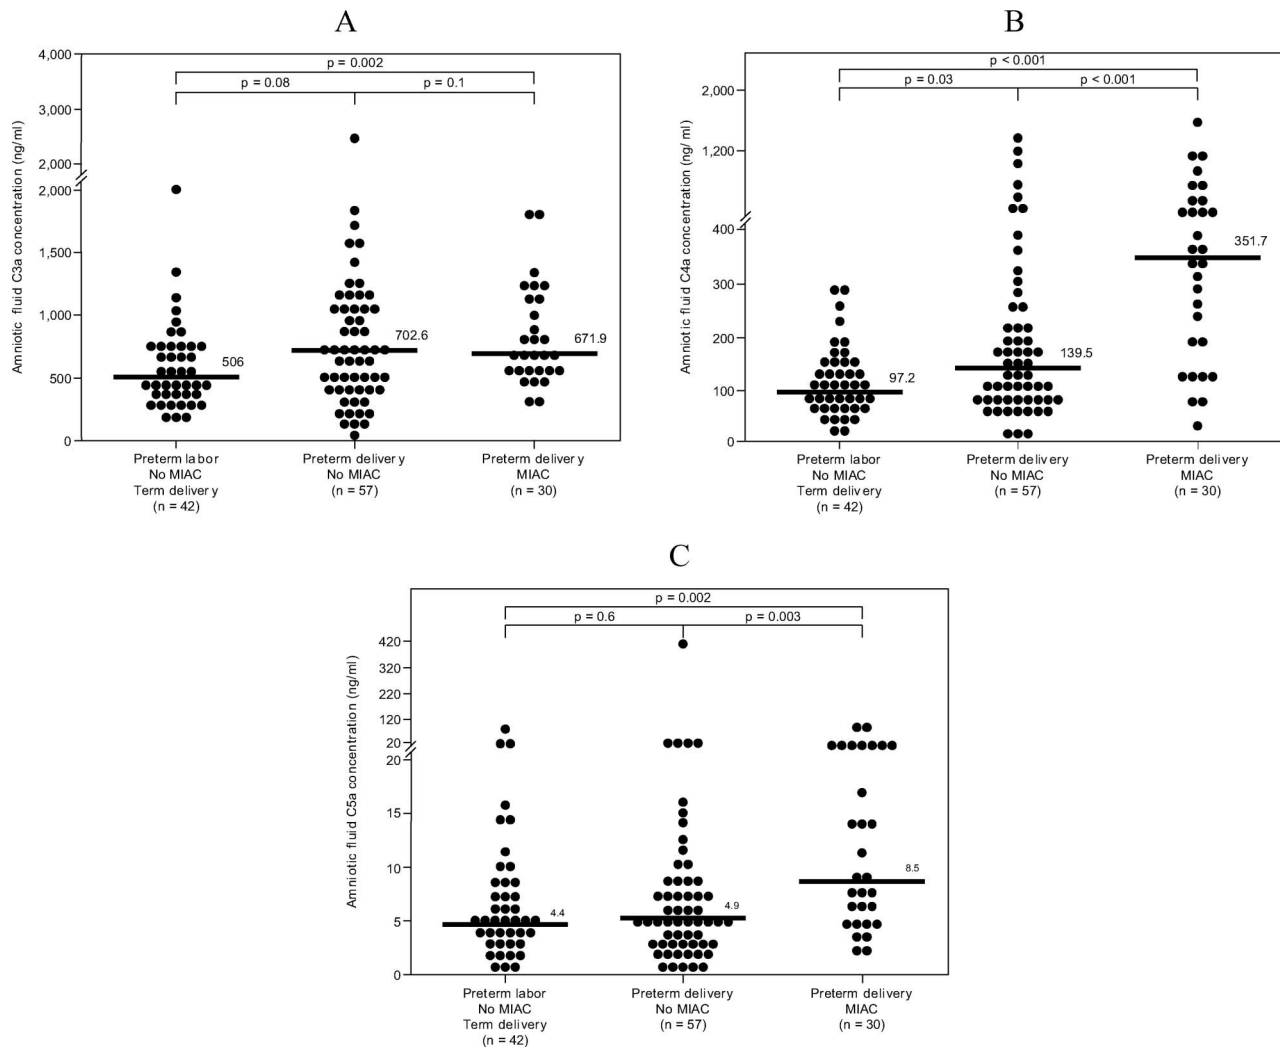 A
Amniotic fluid C3a concentration (ng/ml)
4,000
3,000
2,000
2,000
1,500
1,000
500
0
p = 0.002
p = 0.08
p = 0.1
506
702.6
671.9
Preterm labor
No MIAC
Term delivery
(n = 42)
Preterm delivery
No MIAC
(n = 57)
Preterm delivery
MIAC
(n = 30)
B
Amniotic fluid C4a concentration (ng/ml)
2,000
1,200
400
300
200
100
0
p < 0.001
p = 0.03
p < 0.001
97.2
139.5
351.7
Preterm labor
No MIAC
Term delivery
(n = 42)
Preterm delivery
No MIAC
(n = 57)
Preterm delivery
MIAC
(n = 30)
C
Amniotic fluid C5a concentration (ng/ml)
420
320
220
120
20
20
15
10
5
0
p = 0.002
p = 0.6
p = 0.003
4.4
4.9
8.5
Preterm labor
No MIAC
Term delivery
(n = 42)
Preterm delivery
No MIAC
(n = 57)
Preterm delivery
MIAC
(n = 30)